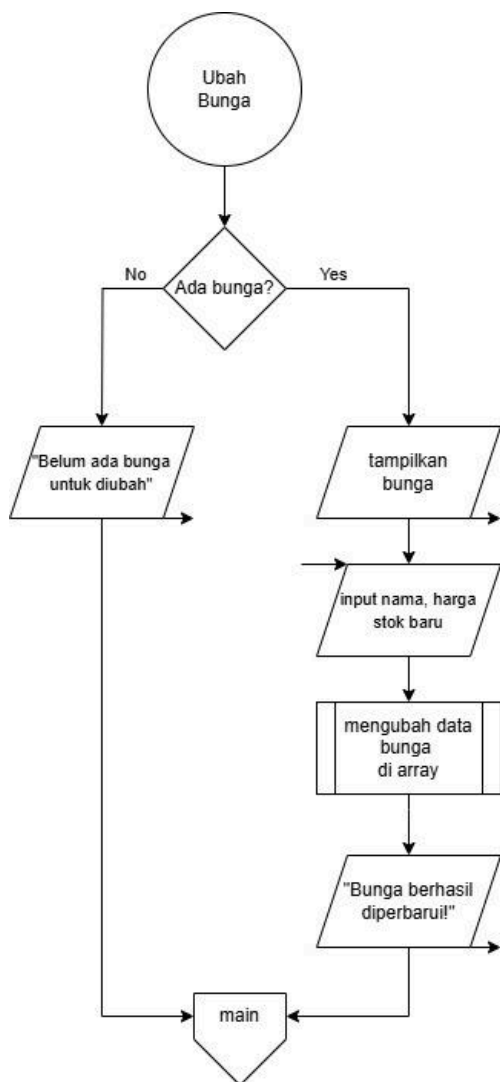 Ubah
Bunga
No
Ada bunga?
Yes
"Belum ada bunga
untuk diubah"
tampilkan
bunga
input nama, harga
stok baru
mengubah data
bunga
di array
"Bunga berhasil
diperbarui!"
main